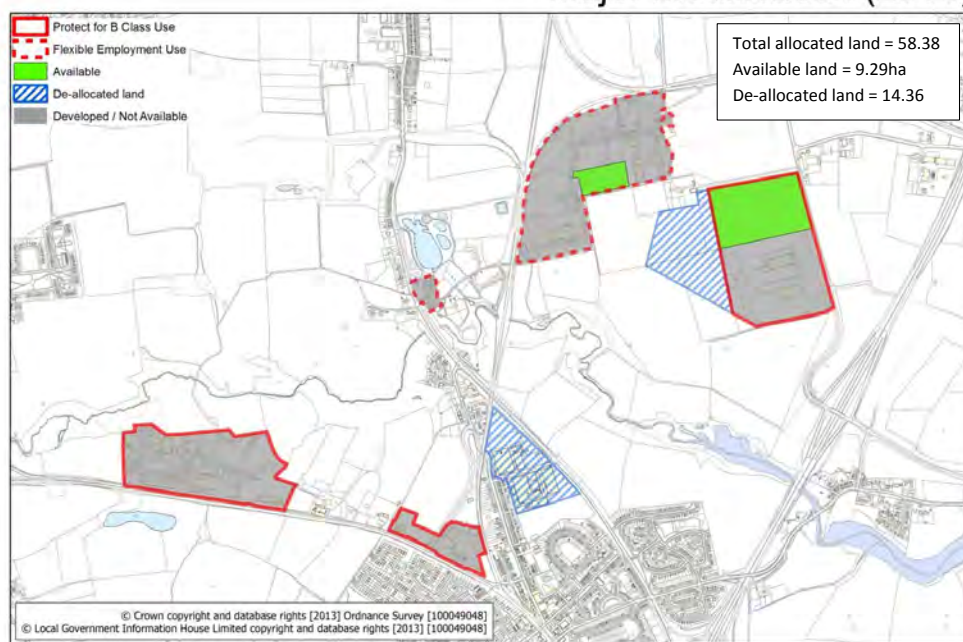 Protect for B Class Use
Flexible Employment Use
Available
De-allocated land
Developed / Not Available
Total allocated land = 58.38
Available land = 9.29ha
De-allocated land = 14.36
© Crown copyright and database rights [2013] Ordnance Survey [100049048]
© Local Government Information House Limited copyright and database rights [2013] [100049048]